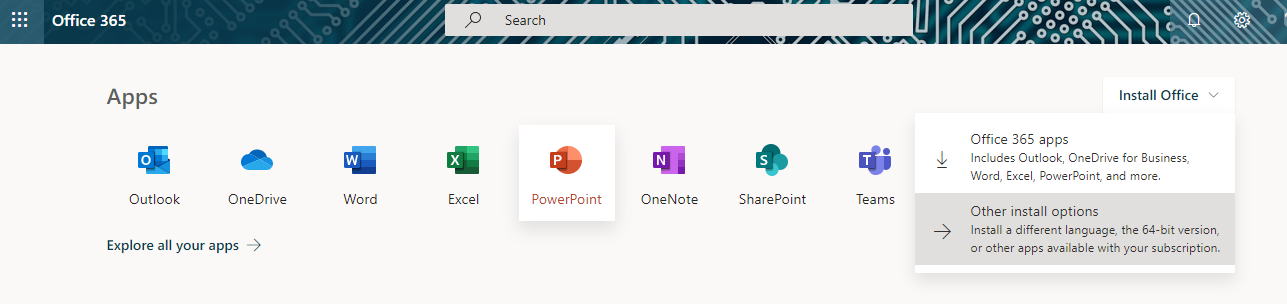 Office 365
Search
Apps
Install Office
Office 365 apps
Includes Outlook, OneDrive for Business,
Word, Excel, PowerPoint, and more.
Other install options
Install a different language, the 64-bit version,
or other apps available with your subscription.
Outlook
OneDrive
Word
Excel
PowerPoint
OneNote
SharePoint
Teams
Explore all your apps